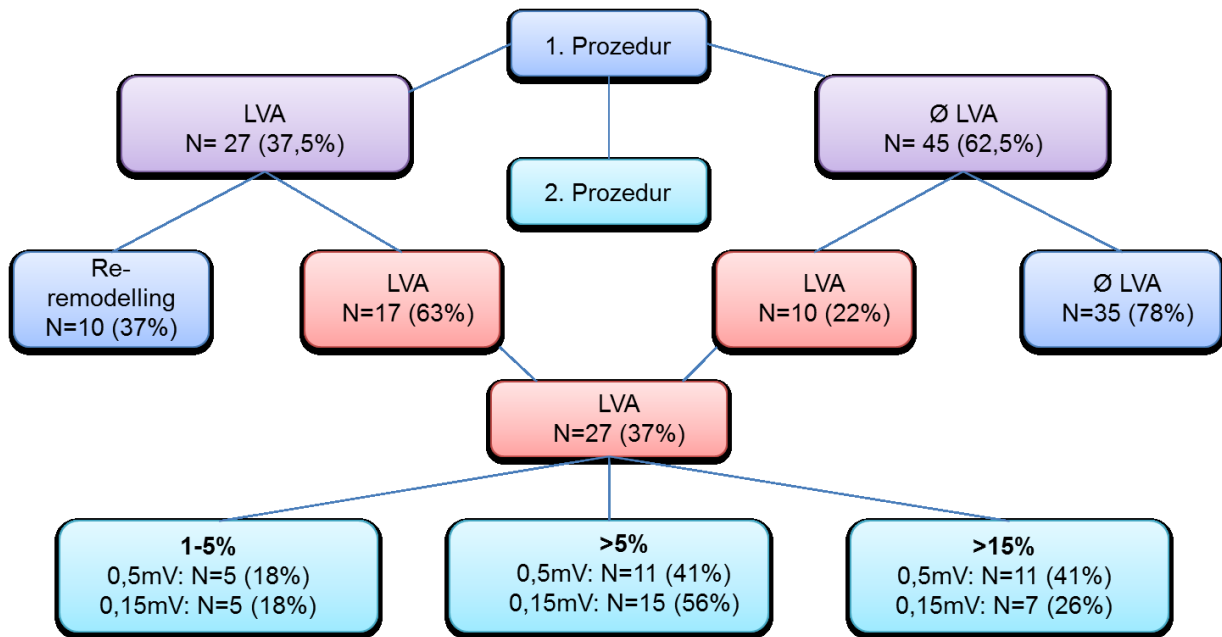 1. Prozedur
LVA
N= 27 (37,5%)
Ø LVA
N= 45 (62,5%)
2. Prozedur
Re-
remodelling
N=10 (37%)
LVA
N=17 (63%)
LVA
N=10 (22%)
Ø LVA
N=35 (78%)
LVA
N=27 (37%)
1-5%
0,5mV: N=5 (18%)
0,15mV: N=5 (18%)
>5%
0,5mV: N=11 (41%)
0,15mV: N=15 (56%)
>15%
0,5mV: N=11 (41%)
0,15mV: N=7 (26%)